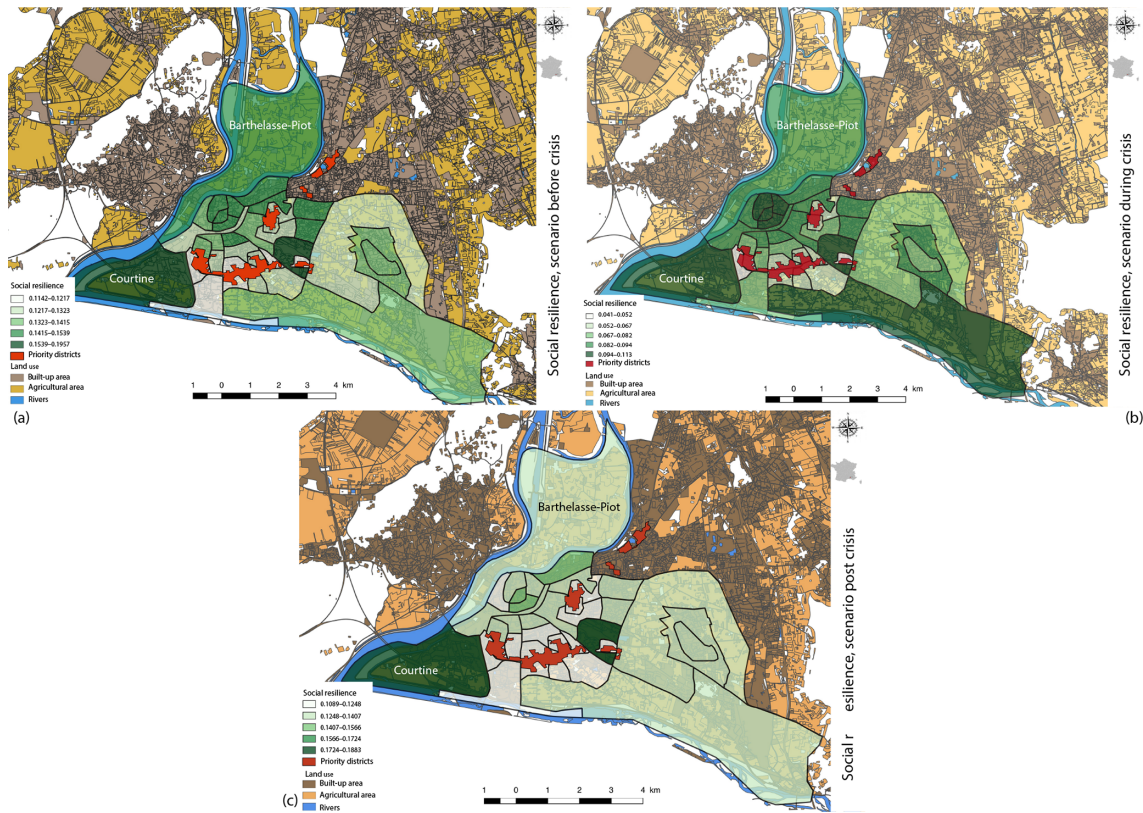 Barthelasse-Piot
Courtine
Social resilience
0.1142–0.1217
0.1217–0.1323
0.1323–0.1415
0.1415–0.1539
0.1539–0.1957
Priority districts
Land use
Built-up area
Agricultural area
Rivers
1 0 1 2 3 4 km
Social resilience, scenario before crisis
(a)
Barthelasse-Piot
Courtine
Social resilience
0.041–0.052
0.052–0.067
0.067–0.082
0.082–0.094
0.094–0.113
Priority districts
Land use
Built-up area
Agricultural area
Rivers
1 0 1 2 3 4 km
Social resilience, scenario during crisis
(b)
Barthelasse-Piot
Courtine
Social resilience
0.1089–0.1248
0.1248–0.1407
0.1407–0.1566
0.1566–0.1724
0.1724–0.1883
Priority districts
Land use
Built-up area
Agricultural area
Rivers
1 0 1 2 3 4 km
Social r esilience, scenario post crisis
(c)